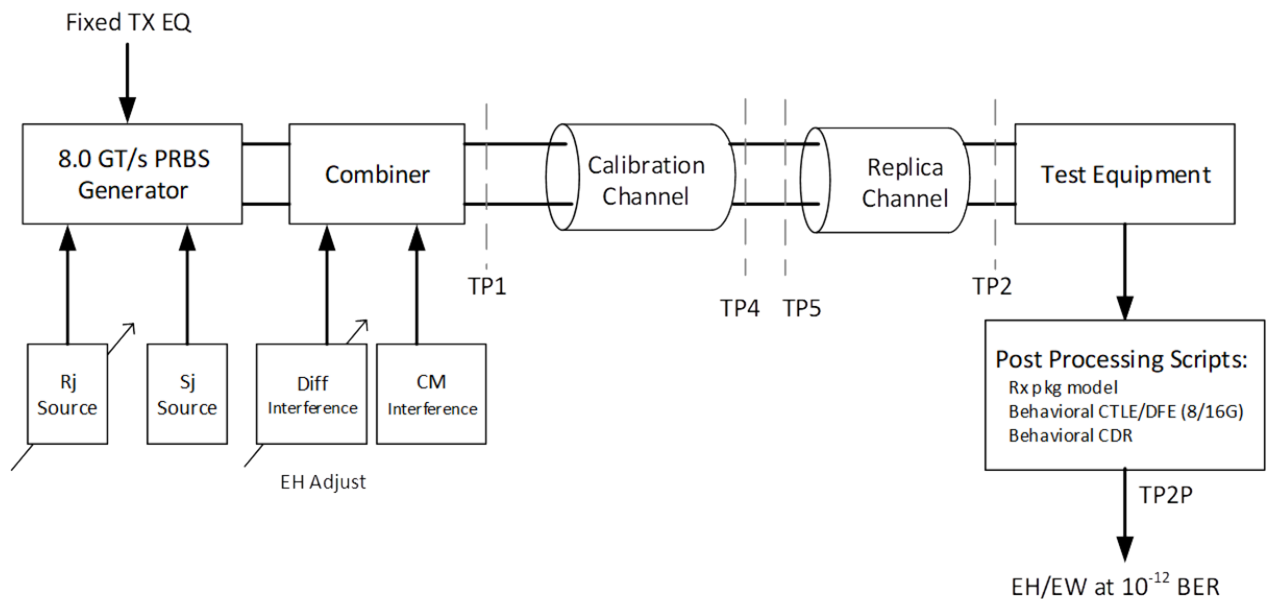 Fixed TX EQ
8.0 GT/s PRBS
Generator
Combiner
Calibration
Channel
Replica
Channel
Test Equipment
TP1
TP4
TP5
TP2
Rj
Source
Sj
Source
Diff
Interference
CM
Interference
EH Adjust
Post Processing Scripts:
Rx pkg model
Behavioral CTLE/DFE (8/16G)
Behavioral CDR
TP2P
EH/EW at 10^-12 BER